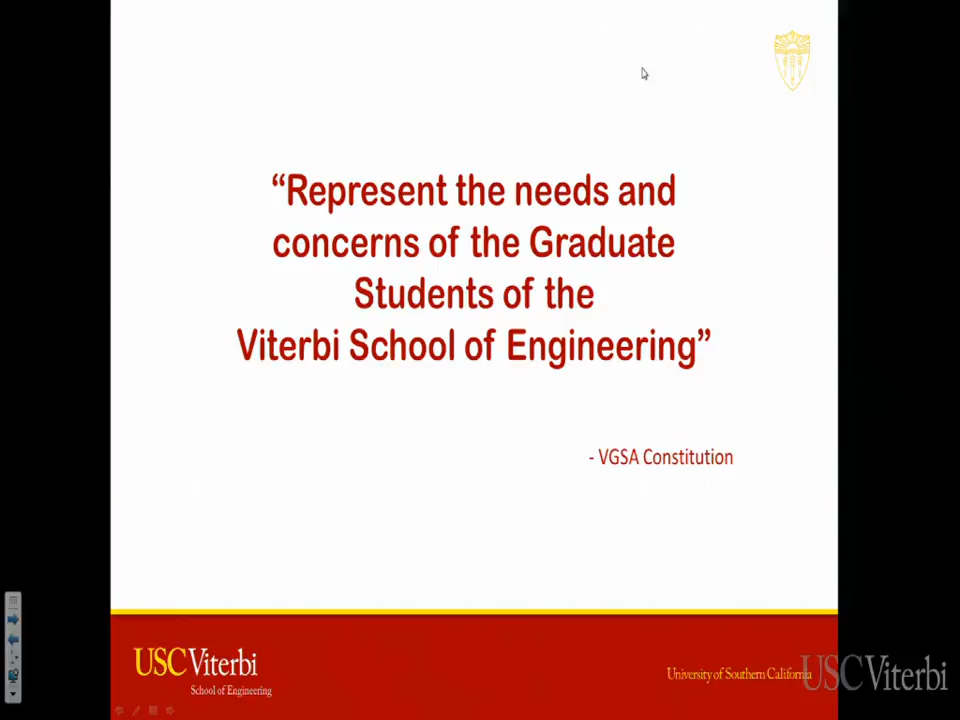 “Represent the needs and
concerns of the Graduate
Students of the
Viterbi School of Engineering”
- VGSA Constitution
USC Viterbi
School of Engineering
University of Southern California
USC Viterbi